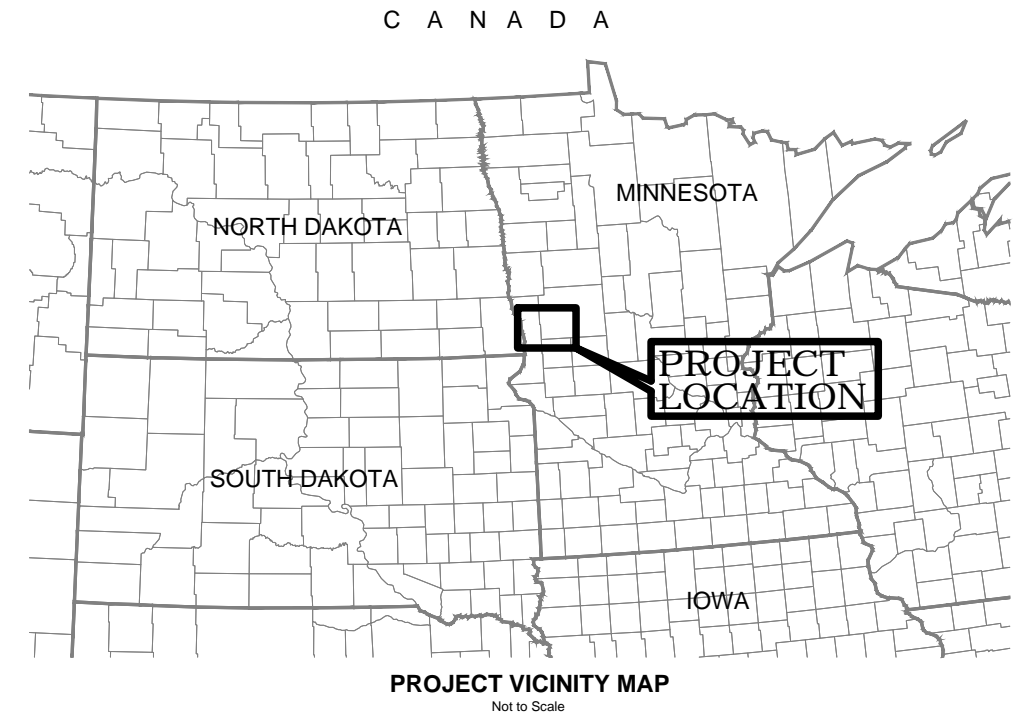 C A N A D A
MINNESOTA
NORTH DAKOTA
PROJECT
LOCATION
SOUTH DAKOTA
IOWA
PROJECT VICINITY MAP
Not to Scale